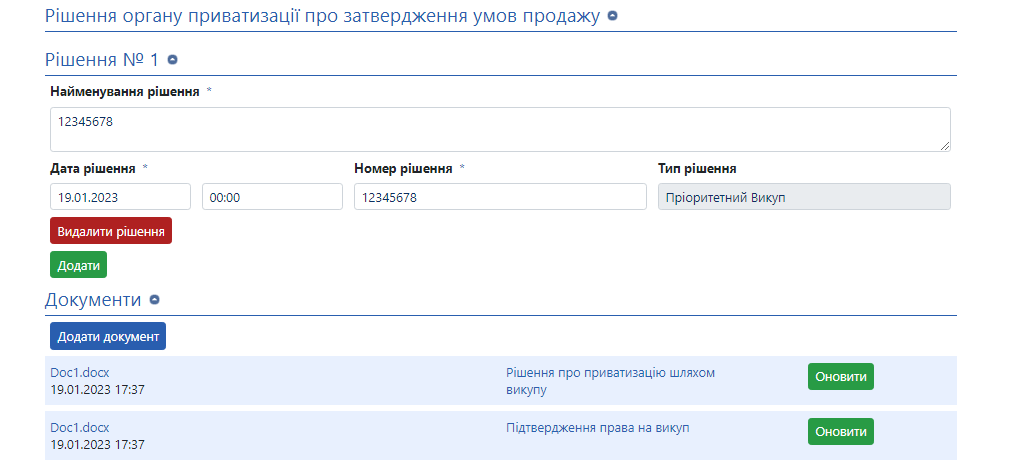 Рішення органу приватизації про затвердження умов продажу
Рішення № 1
Найменування рішення *
12345678
Дата рішення * Номер рішення * Тип рішення
19.01.2023 00:00 12345678 Пріоритетний Викуп
Видалити рішення
Додати
Документи
Додати документ
Doc1.docx Рішення про приватизацію шляхом Оновити
19.01.2023 17:37 викупу
Doc1.docx Підтвердження права на викуп Оновити
19.01.2023 17:37